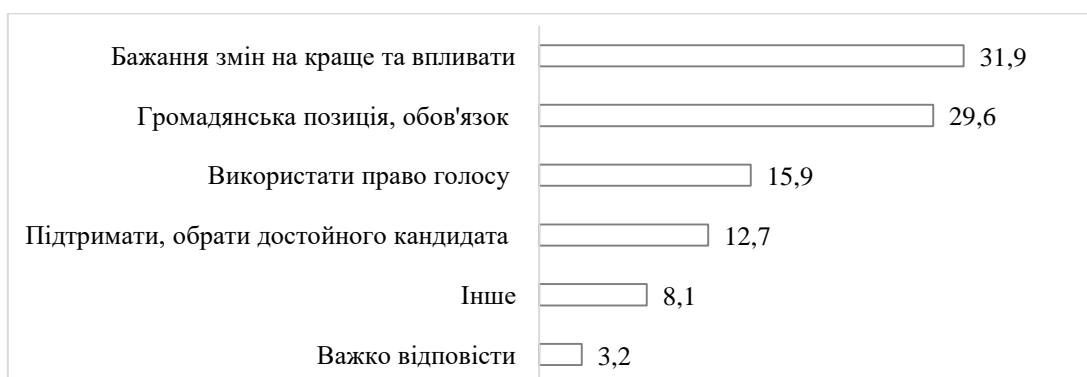 Бажання змін на краще та впливати 31,9
Громадянська позиція, обов'язок 29,6
Використати право голосу 15,9
Підтримати, обрати достойного кандидата 12,7
Інше 8,1
Важко відповісти 3,2